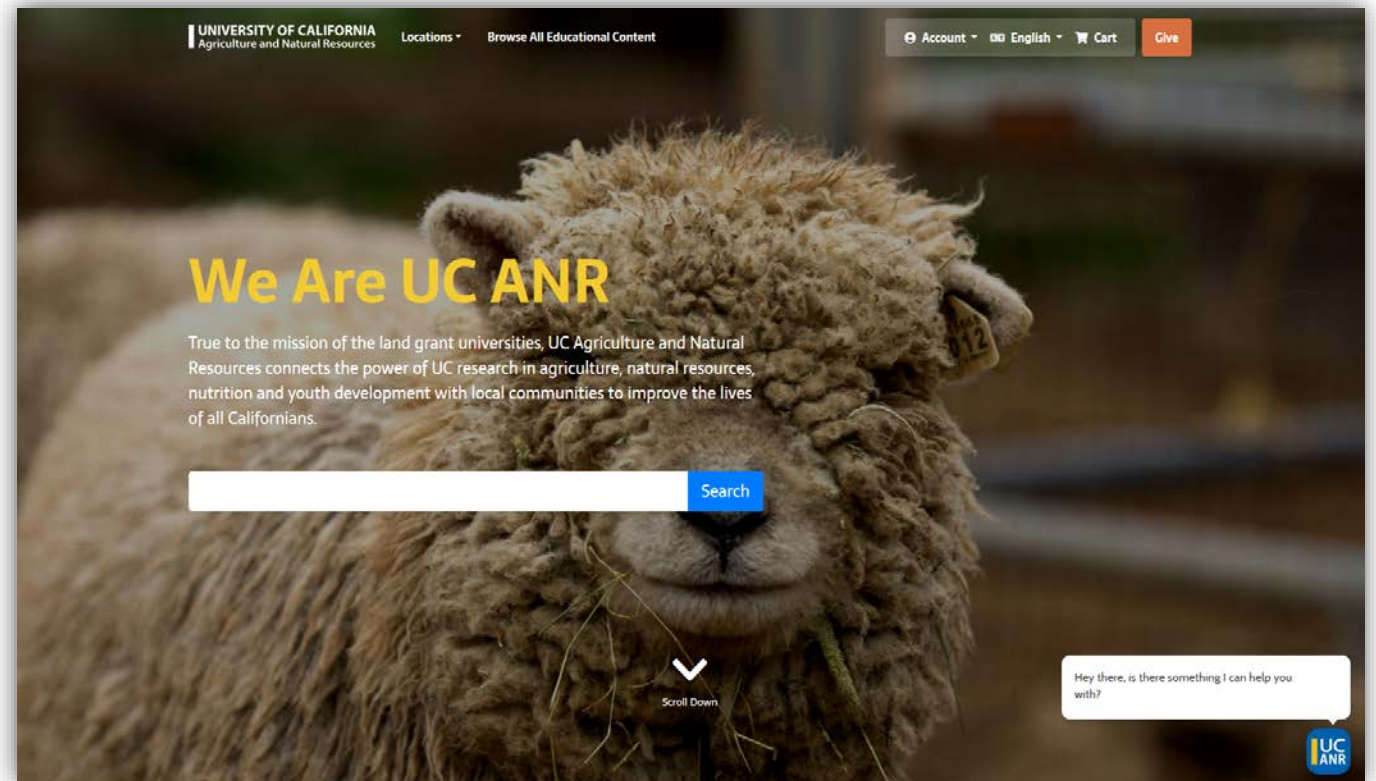 UNIVERSITY OF CALIFORNIA
Agriculture and Natural Resources
Locations
Browse All Educational Content
Account
English
Cart
Give
We Are UC ANR
True to the mission of the land grant universities, UC Agriculture and Natural
Resources connects the power of UC research in agriculture, natural resources,
nutrition and youth development with local communities to improve the lives
of all Californians.
Search
012
Scroll Down
Hey there, is there something I can help you
with?
UC
ANR